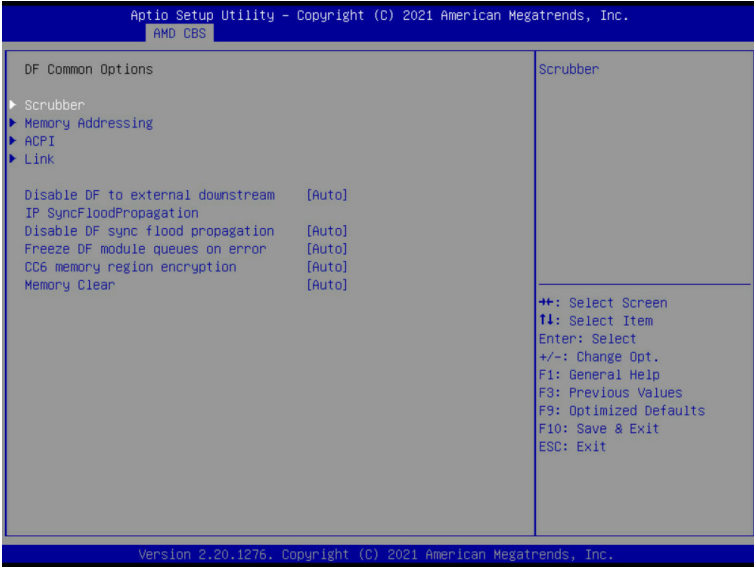 Aptio Setup Utility – Copyright (C) 2021 American Megatrends, Inc.
AMD CBS
DF Common Options
Scrubber
▶ Scrubber
▶ Memory Addressing
▶ ACPI
▶ Link
Disable DF to external downstream [Auto]
IP SyncFloodPropagation
Disable DF sync flood propagation [Auto]
Freeze DF module queues on error [Auto]
CC6 memory region encryption [Auto]
Memory Clear [Auto]
→←: Select Screen
↑↓: Select Item
Enter: Select
+/-: Change Opt.
F1: General Help
F3: Previous Values
F9: Optimized Defaults
F10: Save & Exit
ESC: Exit
Version 2.20.1276. Copyright (C) 2021 American Megatrends, Inc.